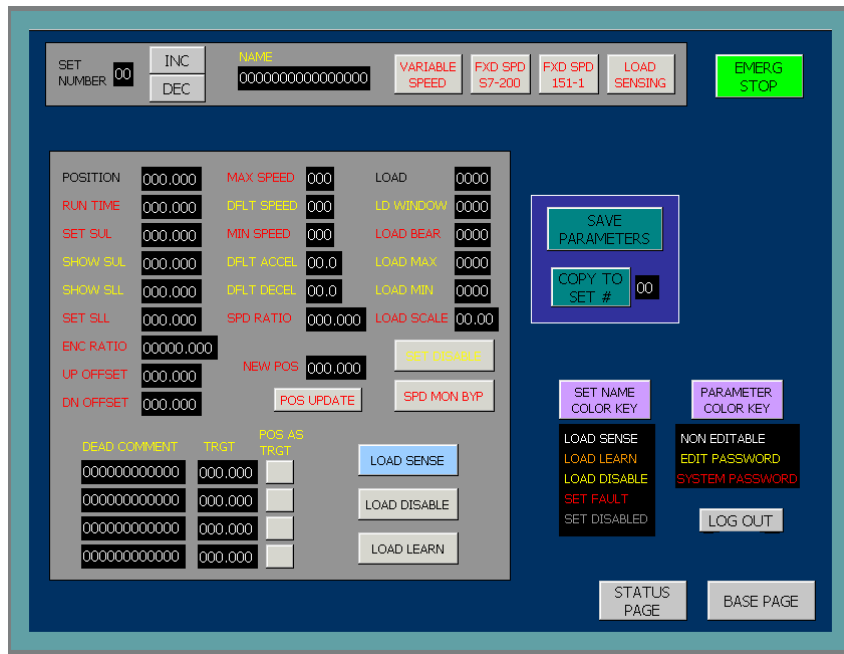 SET NUMBER 00 INC DEC
NAME
0000000000000000
VARIABLE SPEED
FXD SPD S7-200
FXD SPD 151-1
LOAD SENSING
EMERG STOP
POSITION 000.000 MAX SPEED 000 LOAD 0000
RUN TIME 000.000 DFLT SPEED 000 LD WINDOW 0000
SET SUL 000.000 MIN SPEED 000 LOAD BEAR 0000
SHOW SUL 000.000 DFLT ACCEL 00.0 LOAD MAX 0000
SHOW SLL 000.000 DFLT DECEL 00.0 LOAD MIN 0000
SET SLL 000.000 SPD RATIO 000.000 LOAD SCALE 00.00
ENC RATIO 00000.000 SET DISABLE
UP OFFSET 000.000 NEW POS 000.000
DN OFFSET 000.000 POS UPDATE SPD MON BYP
DEAD COMMENT TRGT POS AS TRGT
000000000000 000.000
000000000000 000.000
000000000000 000.000
000000000000 000.000
LOAD SENSE
LOAD DISABLE
LOAD LEARN
SAVE PARAMETERS
COPY TO SET # 00
SET NAME COLOR KEY
LOAD SENSE
LOAD LEARN
LOAD DISABLE
SET FAULT
SET DISABLED
PARAMETER COLOR KEY
NON EDITABLE
EDIT PASSWORD
SYSTEM PASSWORD
LOG OUT
STATUS PAGE
BASE PAGE